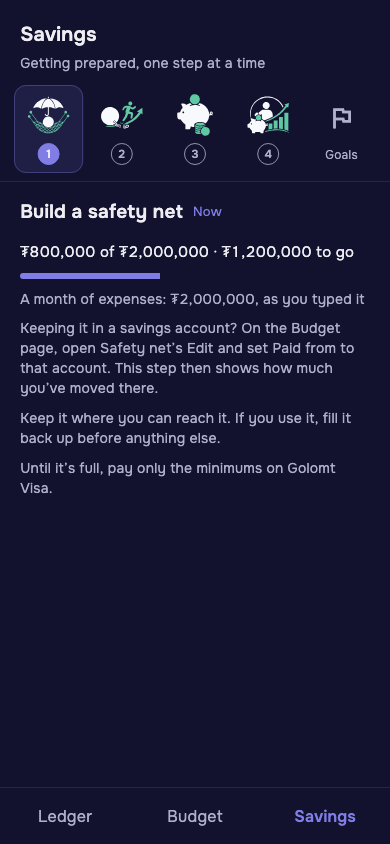 Savings
Getting prepared, one step at a time
1
2
3
4
Goals
Build a safety net Now
₮800,000 of ₮2,000,000 · ₮1,200,000 to go
A month of expenses: ₮2,000,000, as you typed it
Keeping it in a savings account? On the Budget
page, open Safety net’s Edit and set Paid from to
that account. This step then shows how much
you’ve moved there.
Keep it where you can reach it. If you use it, fill it
back up before anything else.
Until it’s full, pay only the minimums on Golomt
Visa.
Ledger
Budget
Savings